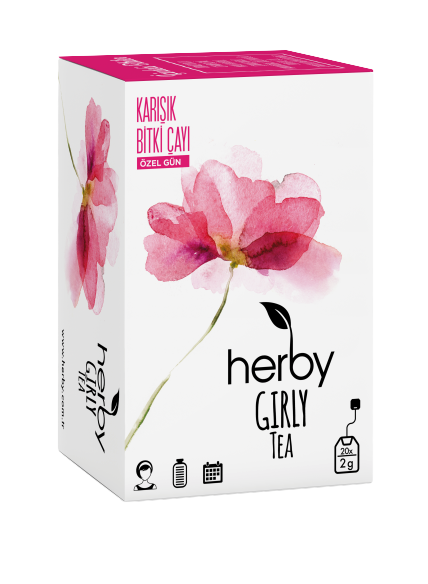 KARIŞIK
BİTKİ ÇAYI
ÖZEL GÜN
herby
GIRLY
TEA
20x
2g
herby
GIRLY
TEA
www.herby.com.tr